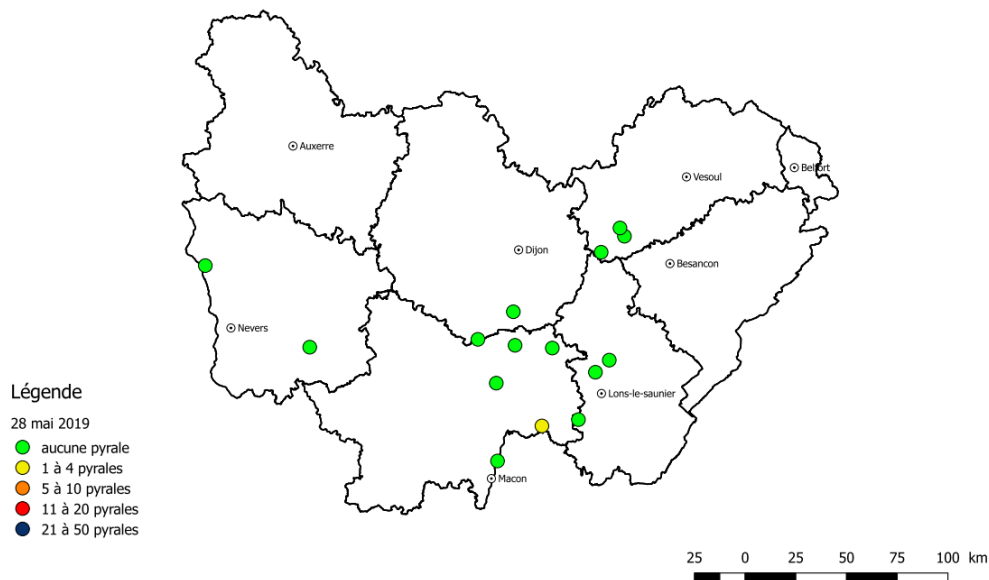 Auxerre
Vesoul
Belfort
Dijon
Besancon
Nevers
Lons-le-saunier
Macon
Légende
28 mai 2019
aucune pyrale
1 à 4 pyrales
5 à 10 pyrales
11 à 20 pyrales
21 à 50 pyrales
25 0 25 50 75 100 km